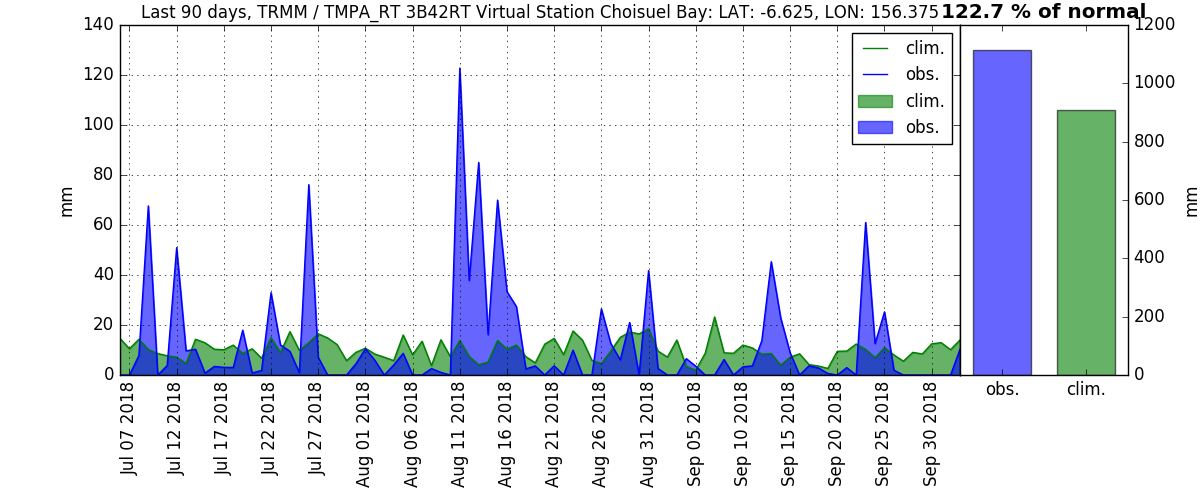 Last 90 days, TRMM / TMPA_RT 3B42RT Virtual Station Choisuel Bay: LAT: -6.625, LON: 156.375 122.7 % of normal
140
120
100
80
60
40
20
0
mm
clim.
obs.
clim.
obs.
1200
1000
800
600
400
200
0
mm
Jul 07 2018
Jul 12 2018
Jul 17 2018
Jul 22 2018
Jul 27 2018
Aug 01 2018
Aug 06 2018
Aug 11 2018
Aug 16 2018
Aug 21 2018
Aug 26 2018
Aug 31 2018
Sep 05 2018
Sep 10 2018
Sep 15 2018
Sep 20 2018
Sep 25 2018
Sep 30 2018
obs. clim.